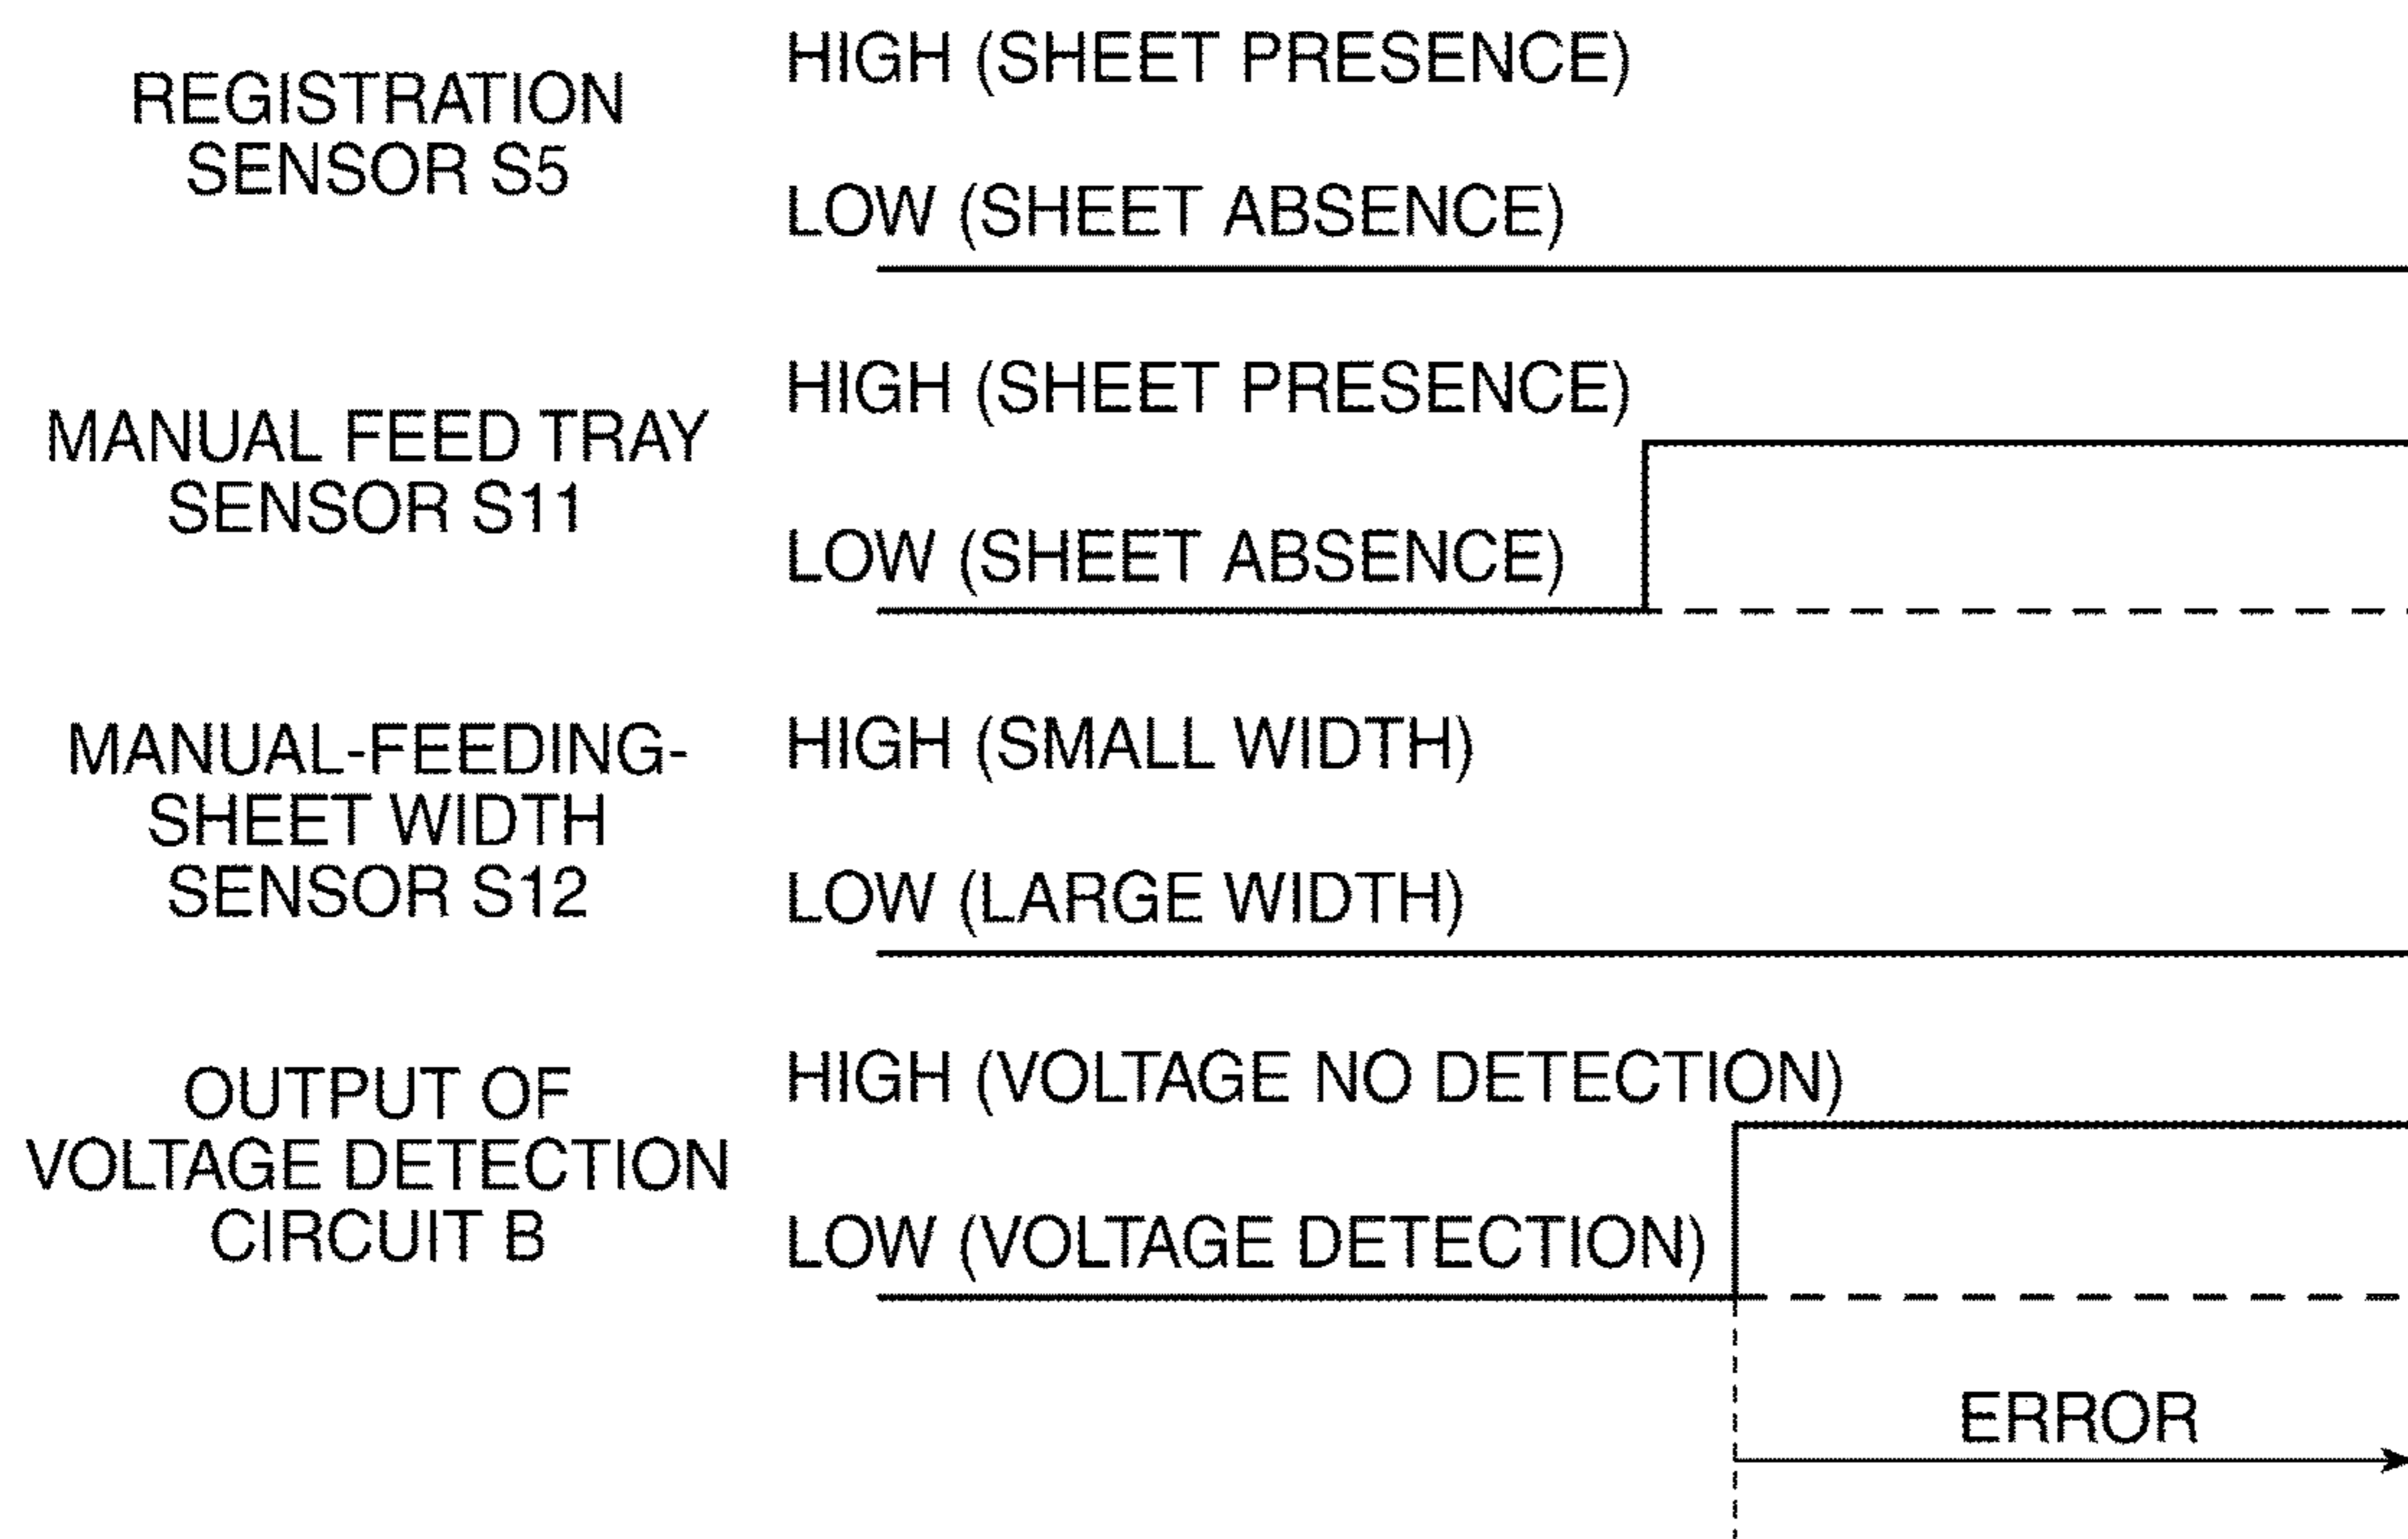 REGISTRATION
SENSOR S5
HIGH (SHEET PRESENCE)
LOW (SHEET ABSENCE)
MANUAL FEED TRAY
SENSOR S11
HIGH (SHEET PRESENCE)
LOW (SHEET ABSENCE)
MANUAL-FEEDING-
SHEET WIDTH
SENSOR S12
HIGH (SMALL WIDTH)
LOW (LARGE WIDTH)
OUTPUT OF
VOLTAGE DETECTION
CIRCUIT B
HIGH (VOLTAGE NO DETECTION)
LOW (VOLTAGE DETECTION)
ERROR